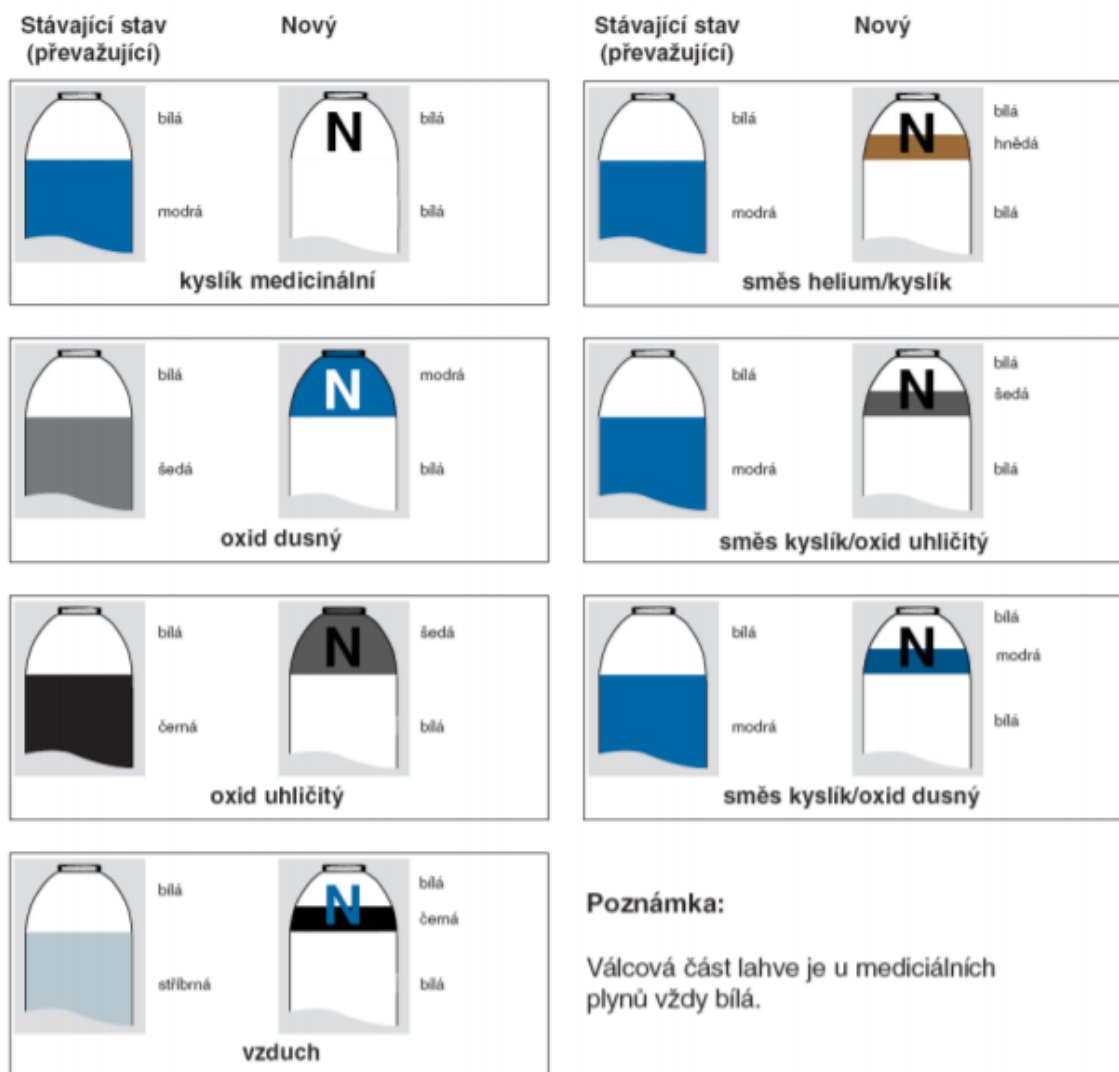 Stávající stav
(převažující)
Nový
Stávající stav
(převažující)
Nový
bílá
modrá
N
bílá
bílá
kyslík medicinální
bílá
modrá
N
bílá
hnědá
bílá
směs helium/kyslík
bílá
šedá
N
modrá
bílá
oxid dusný
bílá
modrá
N
bílá
šedá
bílá
směs kyslík/oxid uhličitý
bílá
černá
N
šedá
bílá
oxid uhličitý
bílá
modrá
N
bílá
modrá
bílá
směs kyslík/oxid dusný
bílá
stříbrná
N
bílá
černá
bílá
vzduch
Poznámka:
Válcová část lahve je u mediciálních
plynů vždy bílá.